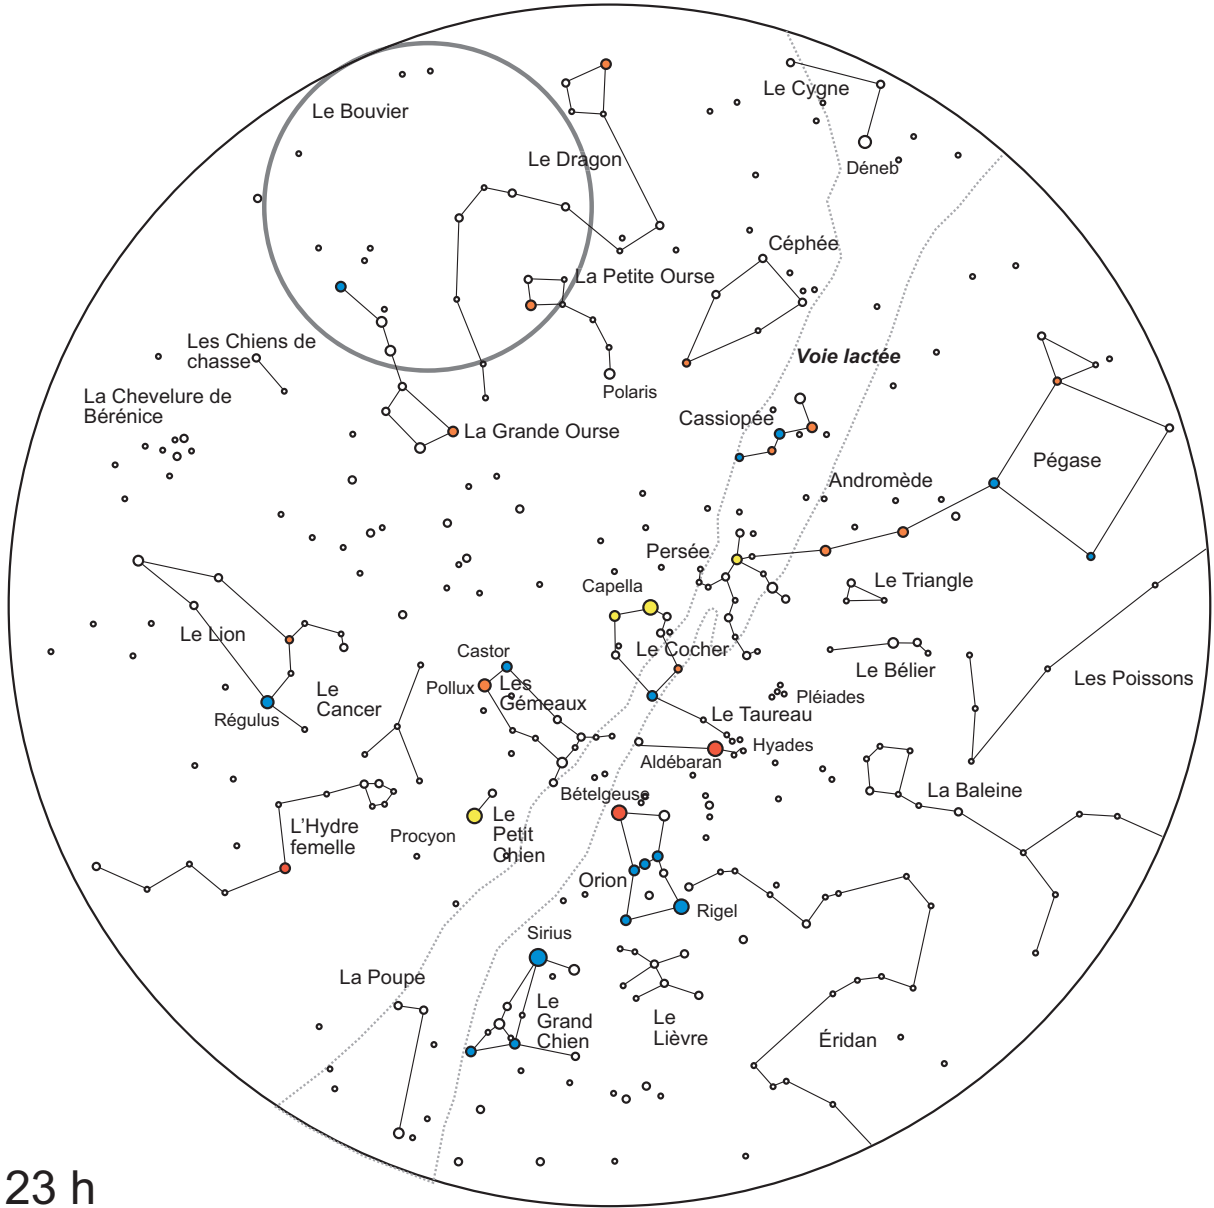 Le Bouvier
Le Cygne
Le Dragon
Déneb
Céphée
La Petite Ourse
Les Chiens de
chasse
Voie lactée
Polaris
La Chevelure de
Bérénice
Cassiopée
La Grande Ourse
Pégase
Andromède
Persée
Capella
Le Triangle
Le Lion
Le Cocher
Castor
Le Bélier
Les Poissons
Pollux
Les
Gémeaux
Le
Cancer
Pléiades
Régulus
Le Taureau
Hyades
Aldébaran
Bételgeuse
La Baleine
L'Hydre
femelle
Procyon
Le
Petit
Chien
Orion
Rigel
Sirius
La Poupe
Le
Grand
Chien
Le
Lièvre
Éridan
23 h